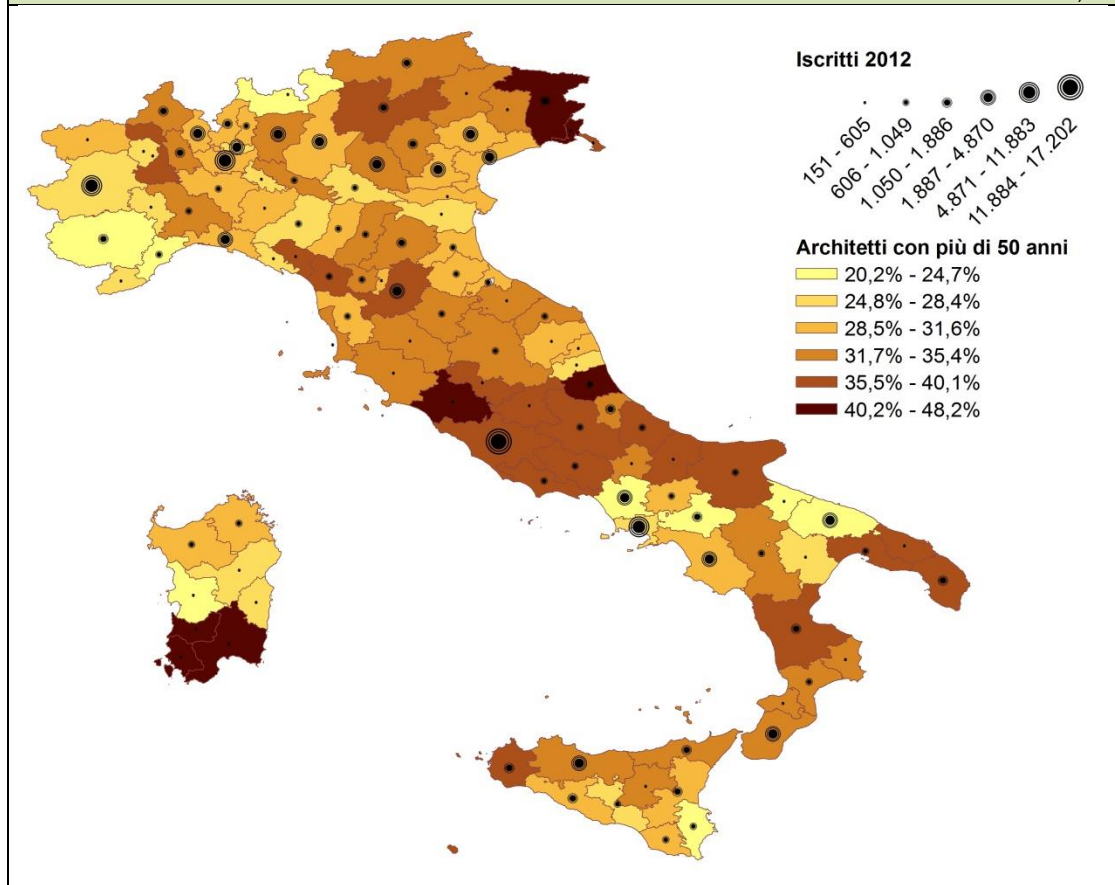 Iscritti 2012
151 - 605
606 - 1.049
1.050 - 1.886
1.887 - 4.870
4.871 - 11.883
11.884 - 17.202
Architetti con più di 50 anni
20,2% - 24,7%
24,8% - 28,4%
28,5% - 31,6%
31,7% - 35,4%
35,5% - 40,1%
40,2% - 48,2%